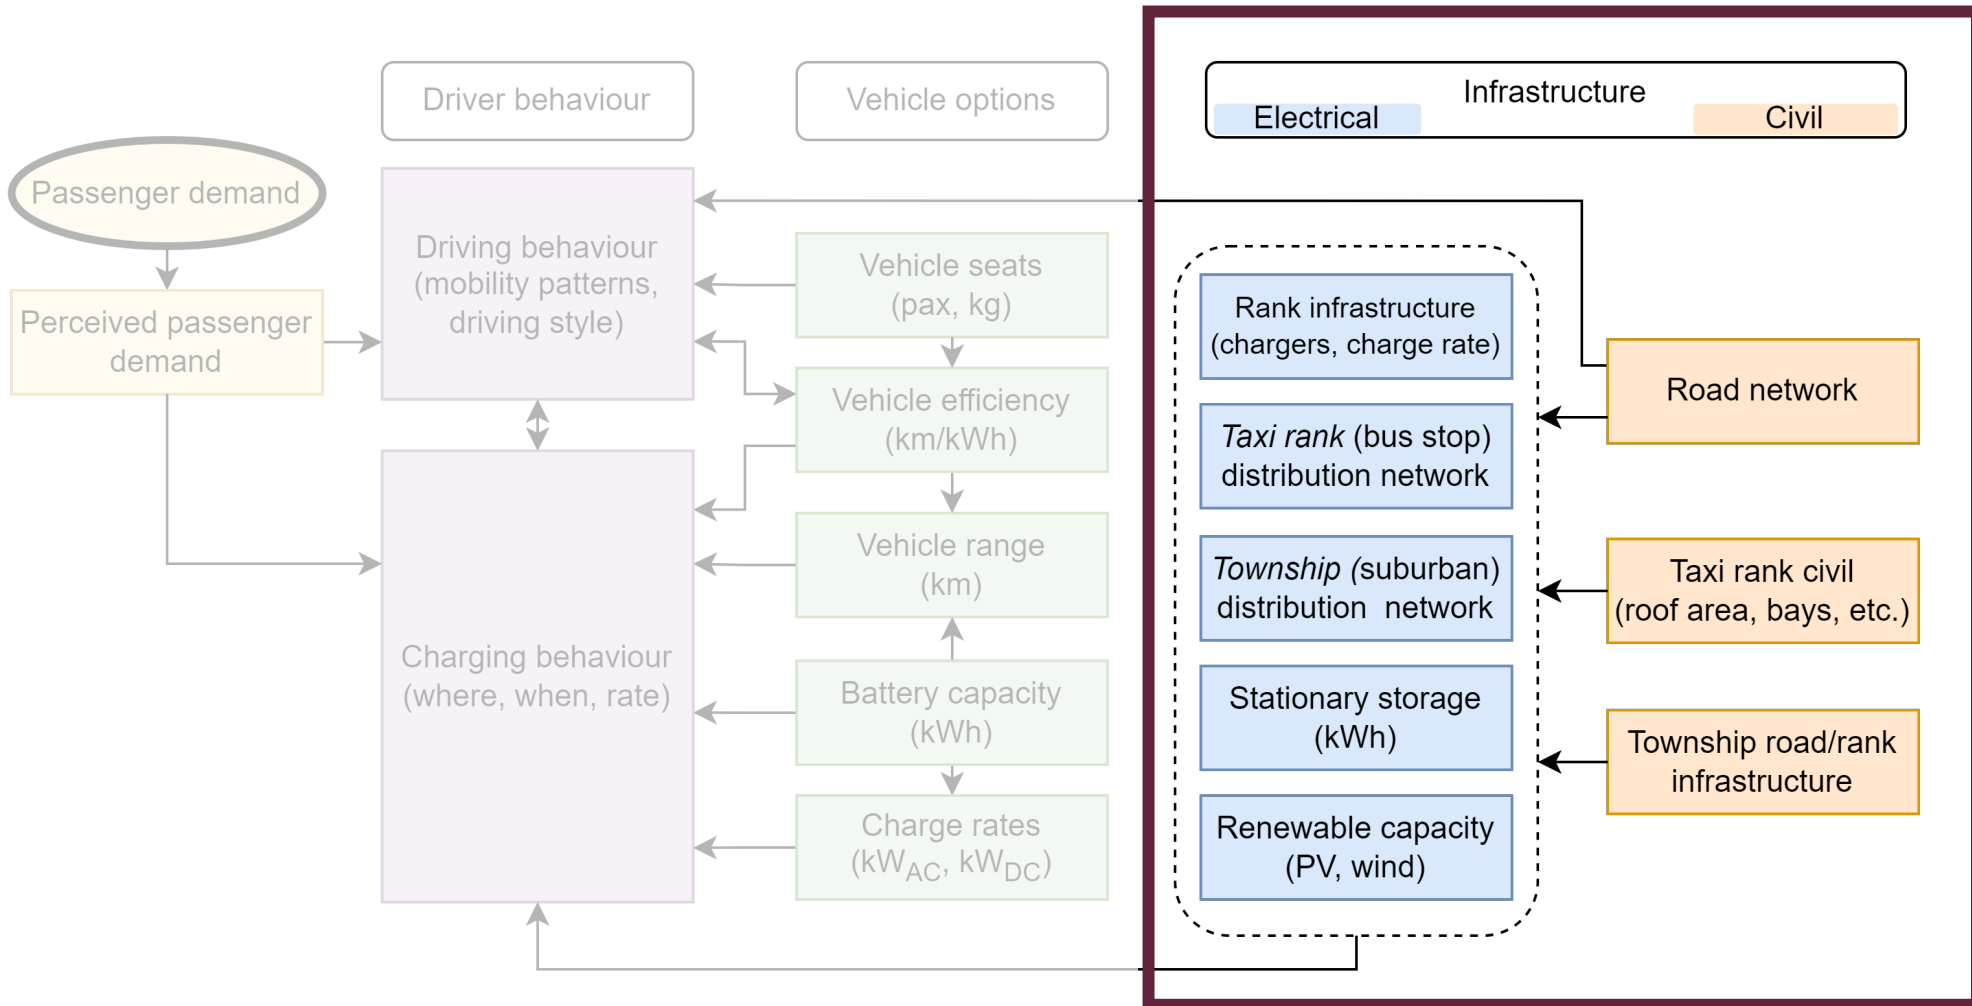 Driver behaviour
Vehicle options
Infrastructure
Electrical
Civil
Passenger demand
Perceived passenger
demand
Driving behaviour
(mobility patterns,
driving style)
Charging behaviour
(where, when, rate)
Vehicle seats
(pax, kg)
Vehicle efficiency
(km/kWh)
Vehicle range
(km)
Battery capacity
(kWh)
Charge rates
(kW_AC, kW_DC)
Rank infrastructure
(chargers, charge rate)
Taxi rank (bus stop)
distribution network
Township (suburban)
distribution network
Stationary storage
(kWh)
Renewable capacity
(PV, wind)
Road network
Taxi rank civil
(roof area, bays, etc.)
Township road/rank
infrastructure